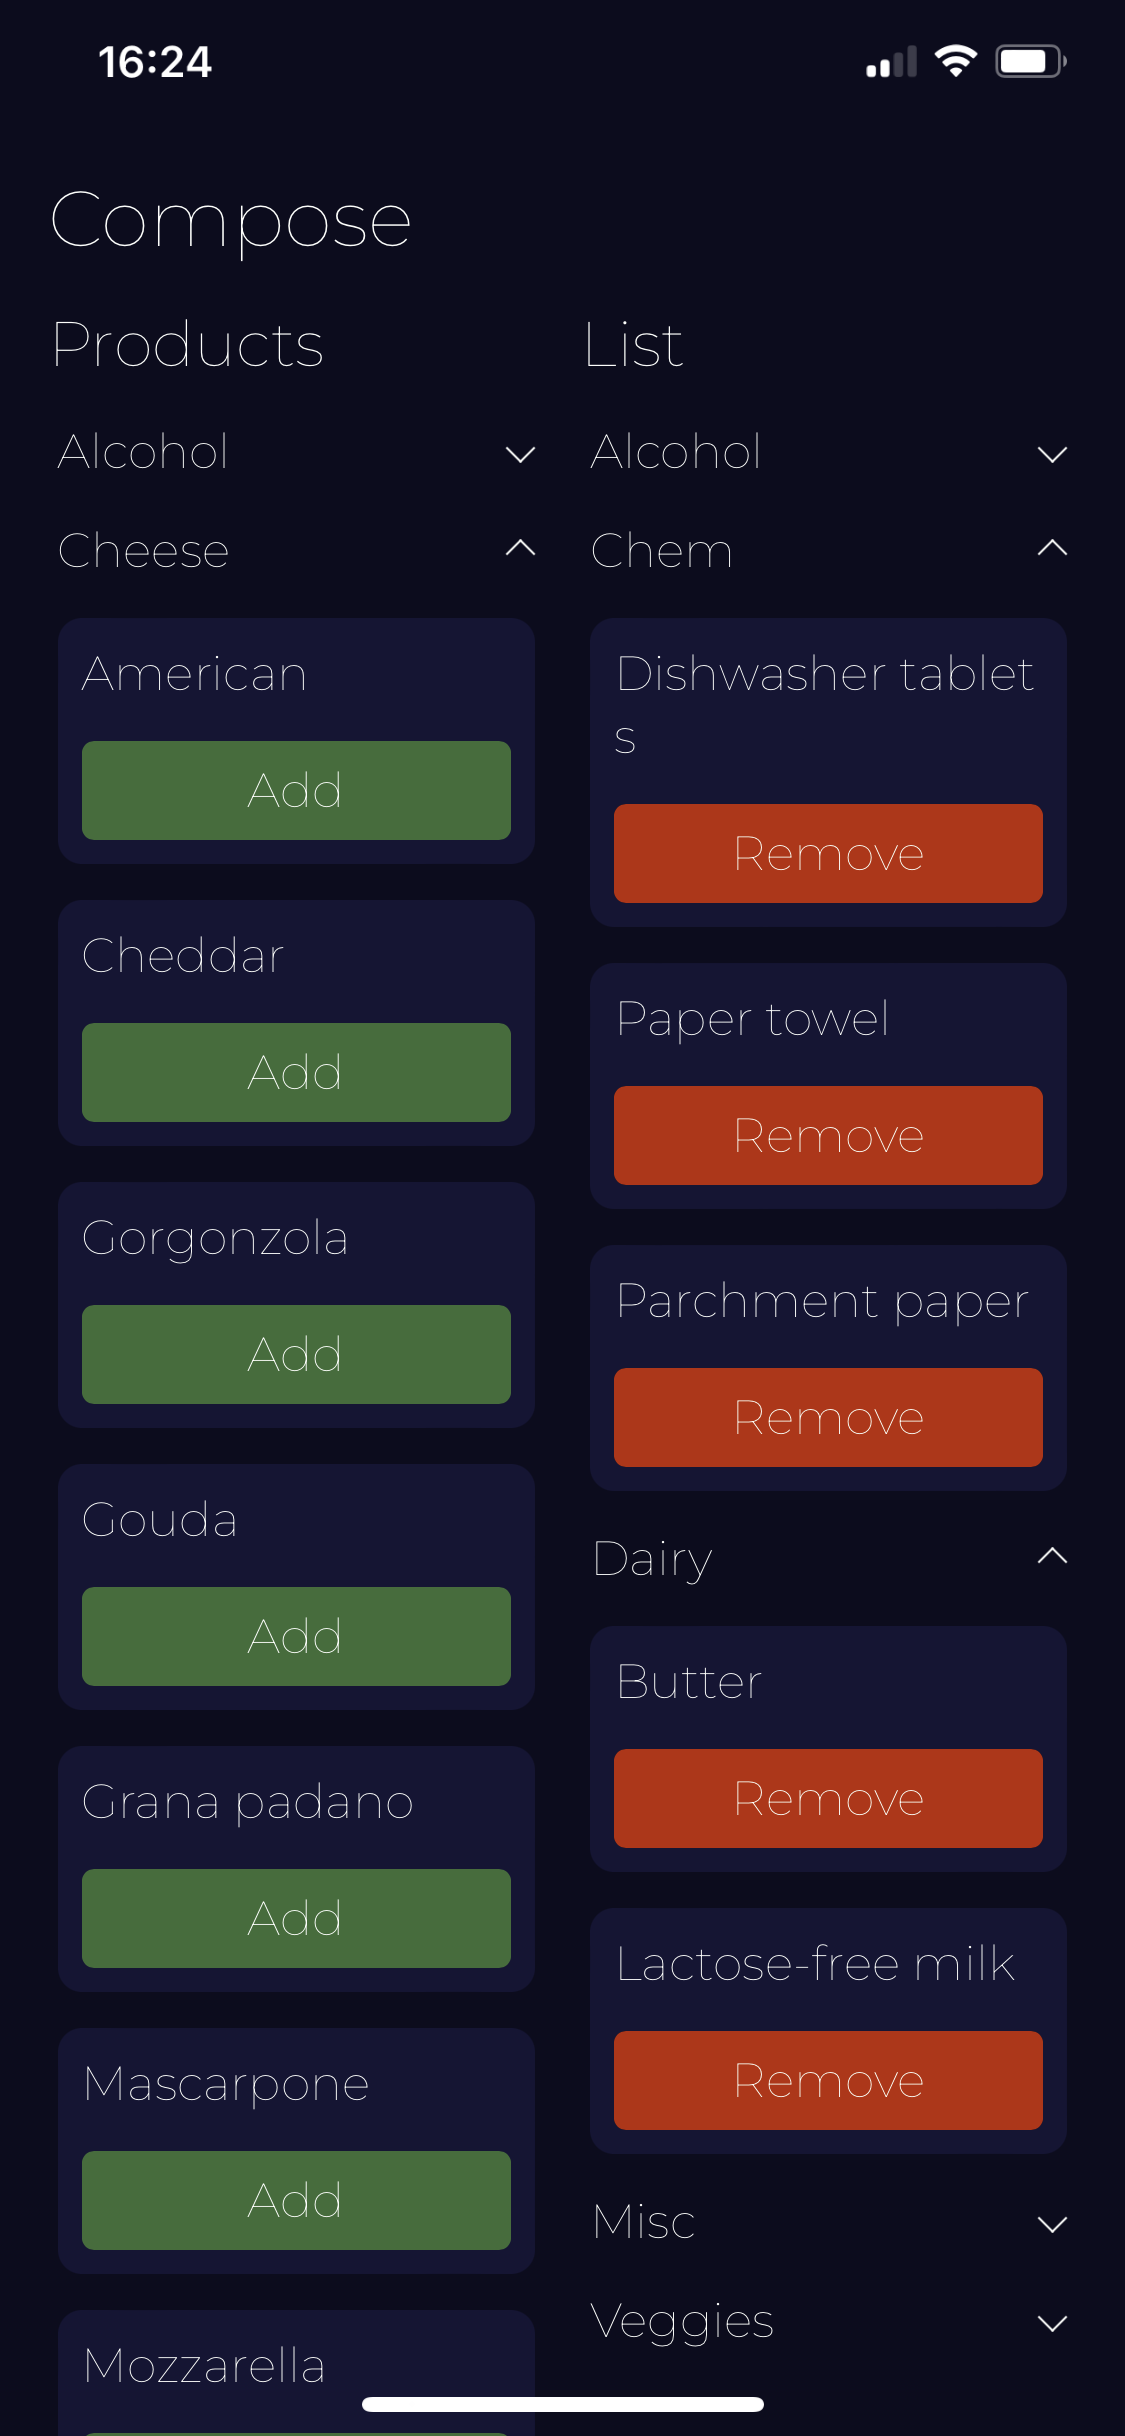 16:24
Compose
Products
Alcohol
Cheese
American
Add
Cheddar
Add
Gorgonzola
Add
Gouda
Add
Grana padano
Add
Mascarpone
Add
Mozzarella
List
Alcohol
Chem
Dishwasher tablet
s
Remove
Paper towel
Remove
Parchment paper
Remove
Dairy
Butter
Remove
Lactose-free milk
Remove
Misc
Veggies